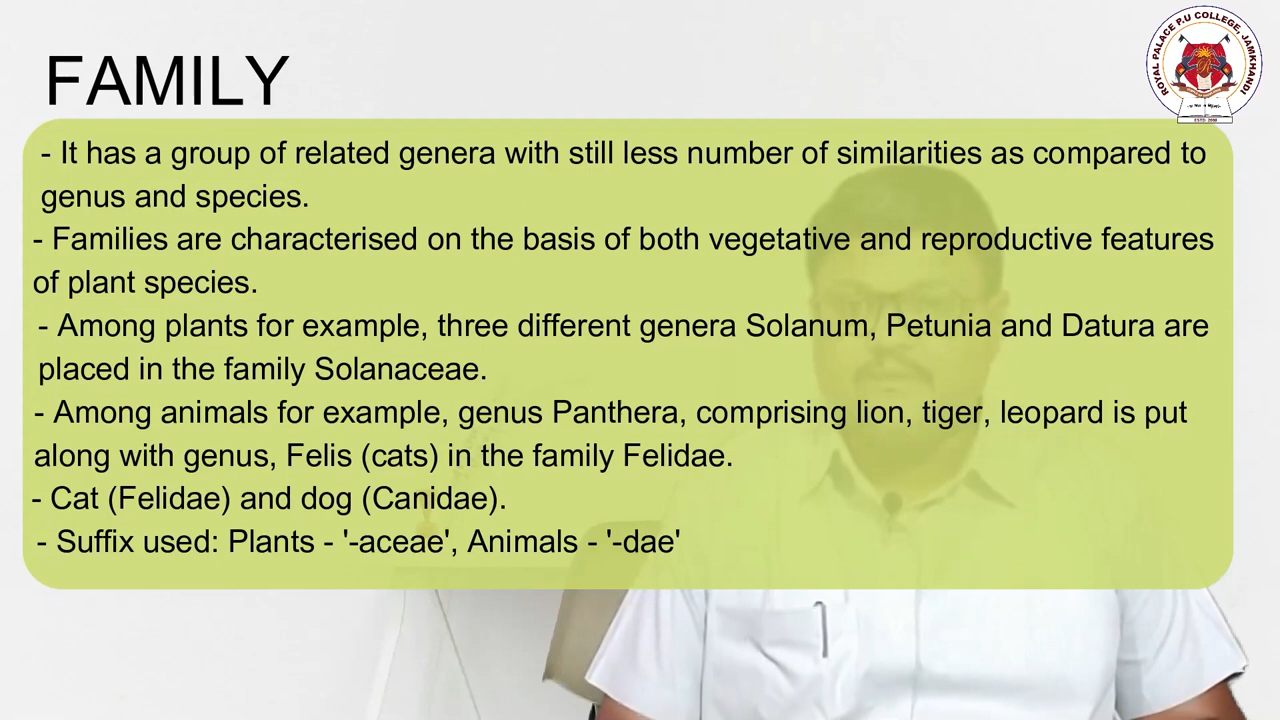 FAMILY
ROYAL PALACE P.U COLLEGE, JAMKHANDI
ESTD: 2008
- It has a group of related genera with still less number of similarities as compared to
genus and species.
- Families are characterised on the basis of both vegetative and reproductive features
of plant species.
- Among plants for example, three different genera Solanum, Petunia and Datura are
placed in the family Solanaceae.
- Among animals for example, genus Panthera, comprising lion, tiger, leopard is put
along with genus, Felis (cats) in the family Felidae.
- Cat (Felidae) and dog (Canidae).
- Suffix used: Plants - '-aceae', Animals - '-dae'